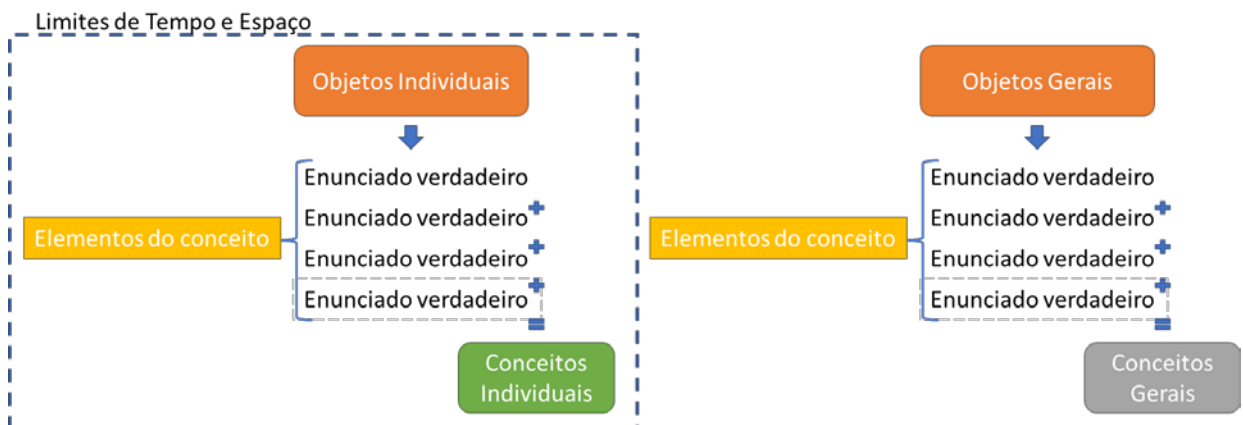 Limites de Tempo e Espaço
Objetos Individuais
Enunciado verdadeiro
Enunciado verdadeiro
Elementos do conceito
Enunciado verdadeiro
Enunciado verdadeiro
Conceitos
Individuais
Objetos Gerais
Enunciado verdadeiro
Enunciado verdadeiro
Elementos do conceito
Enunciado verdadeiro
Enunciado verdadeiro
Conceitos
Gerais